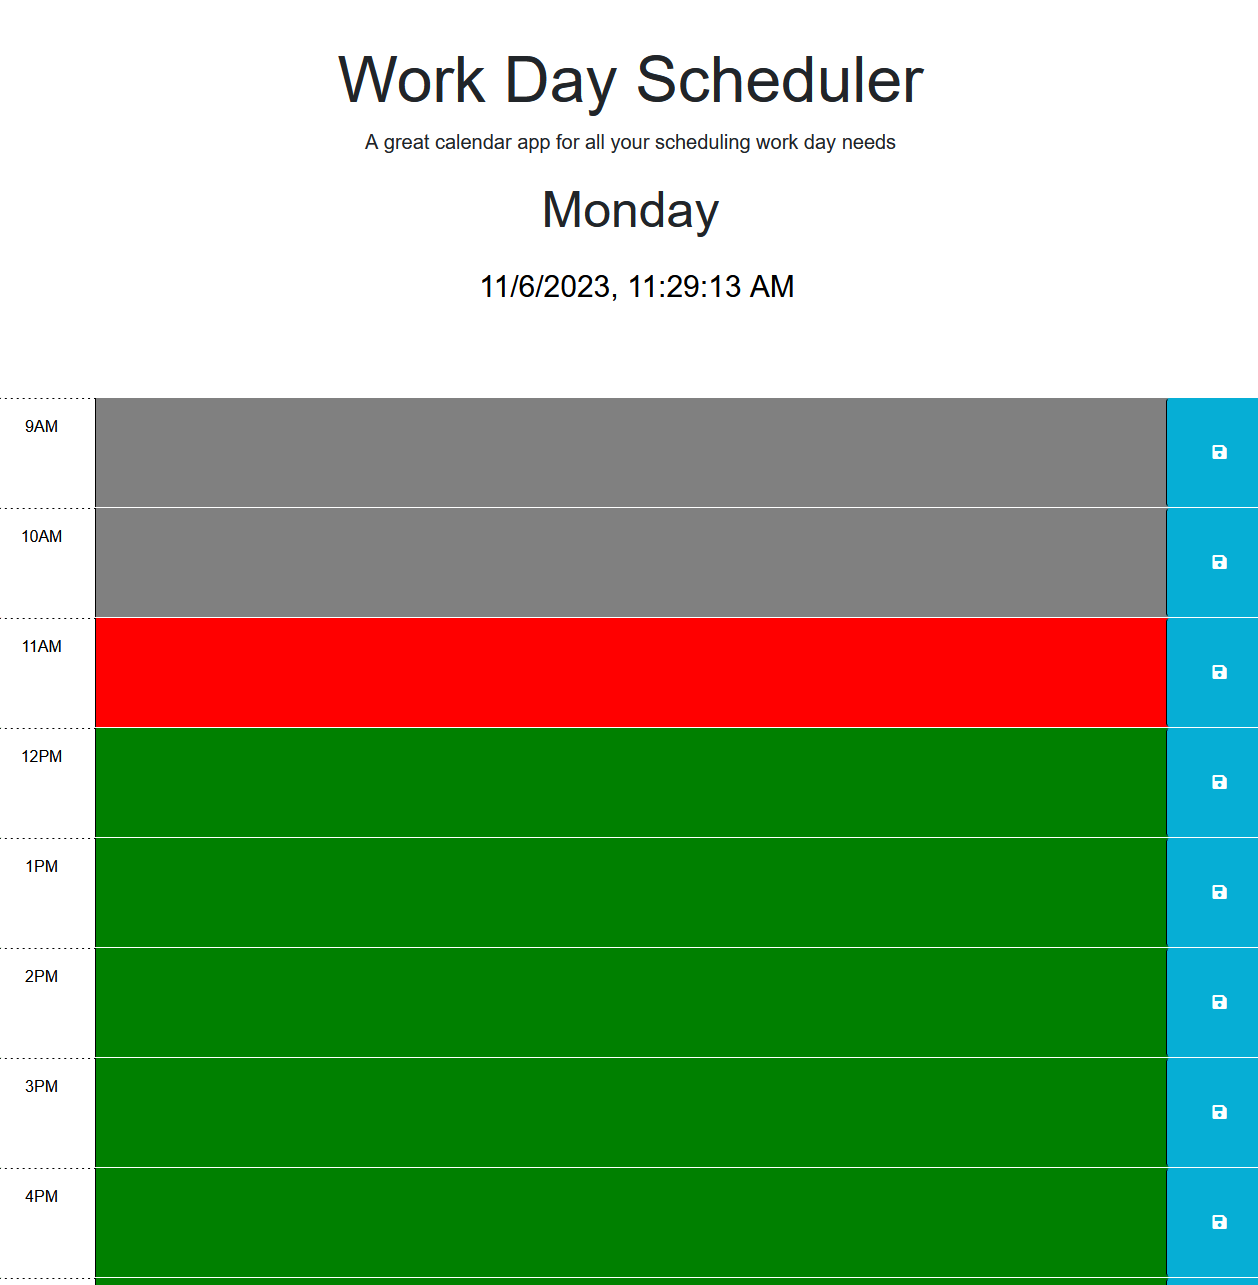 Work Day Scheduler
A great calendar app for all your scheduling work day needs
Monday
11/6/2023, 11:29:13 AM
9AM
10AM
11AM
12PM
1PM
2PM
3PM
4PM